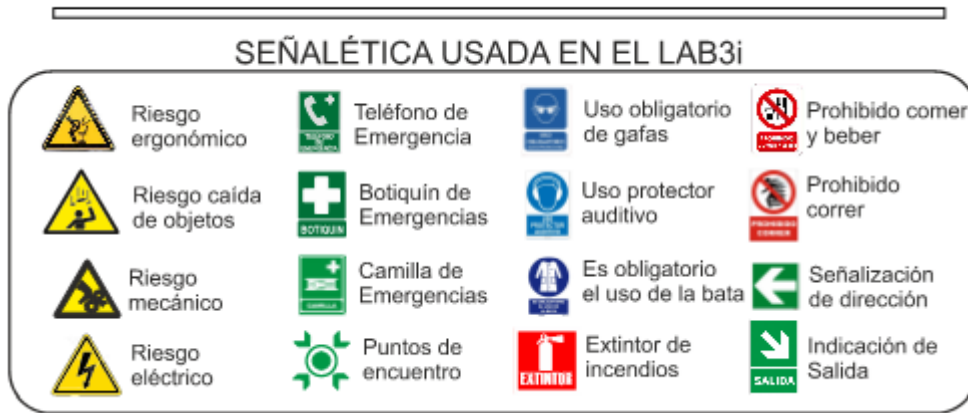 SEÑALÉTICA USADA EN EL LAB3i
Riesgo
ergonómico
Teléfono de
Emergencia
Uso obligatorio
de gafas
Prohibido comer
y beber
Riesgo caída
de objetos
BOTIQUIN
Botiquín de
Emergencias
Uso protector
auditivo
PROHIBIDO
CORRER
Prohibido
correr
Riesgo
mecánico
Camilla de
Emergencias
Es obligatorio
el uso de la bata
Señalización
de dirección
Riesgo
eléctrico
Puntos de
encuentro
EXTINTOR
Extintor de
incendios
SALIDA
Indicación de
Salida